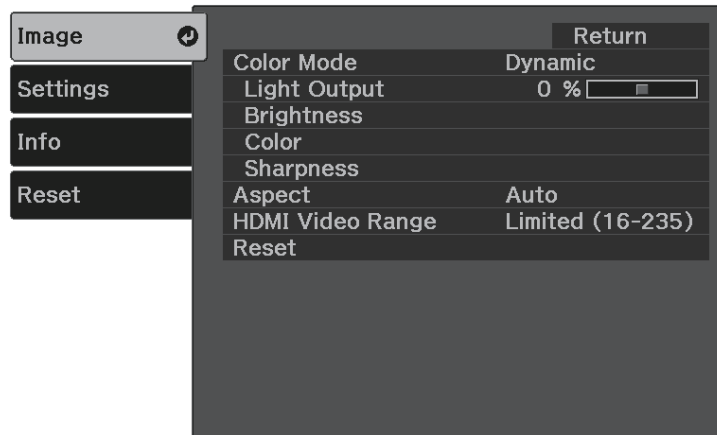 Image
Settings
Info
Reset
Return
Color Mode Dynamic
Light Output 0 %
Brightness
Color
Sharpness
Aspect Auto
HDMI Video Range Limited (16-235)
Reset